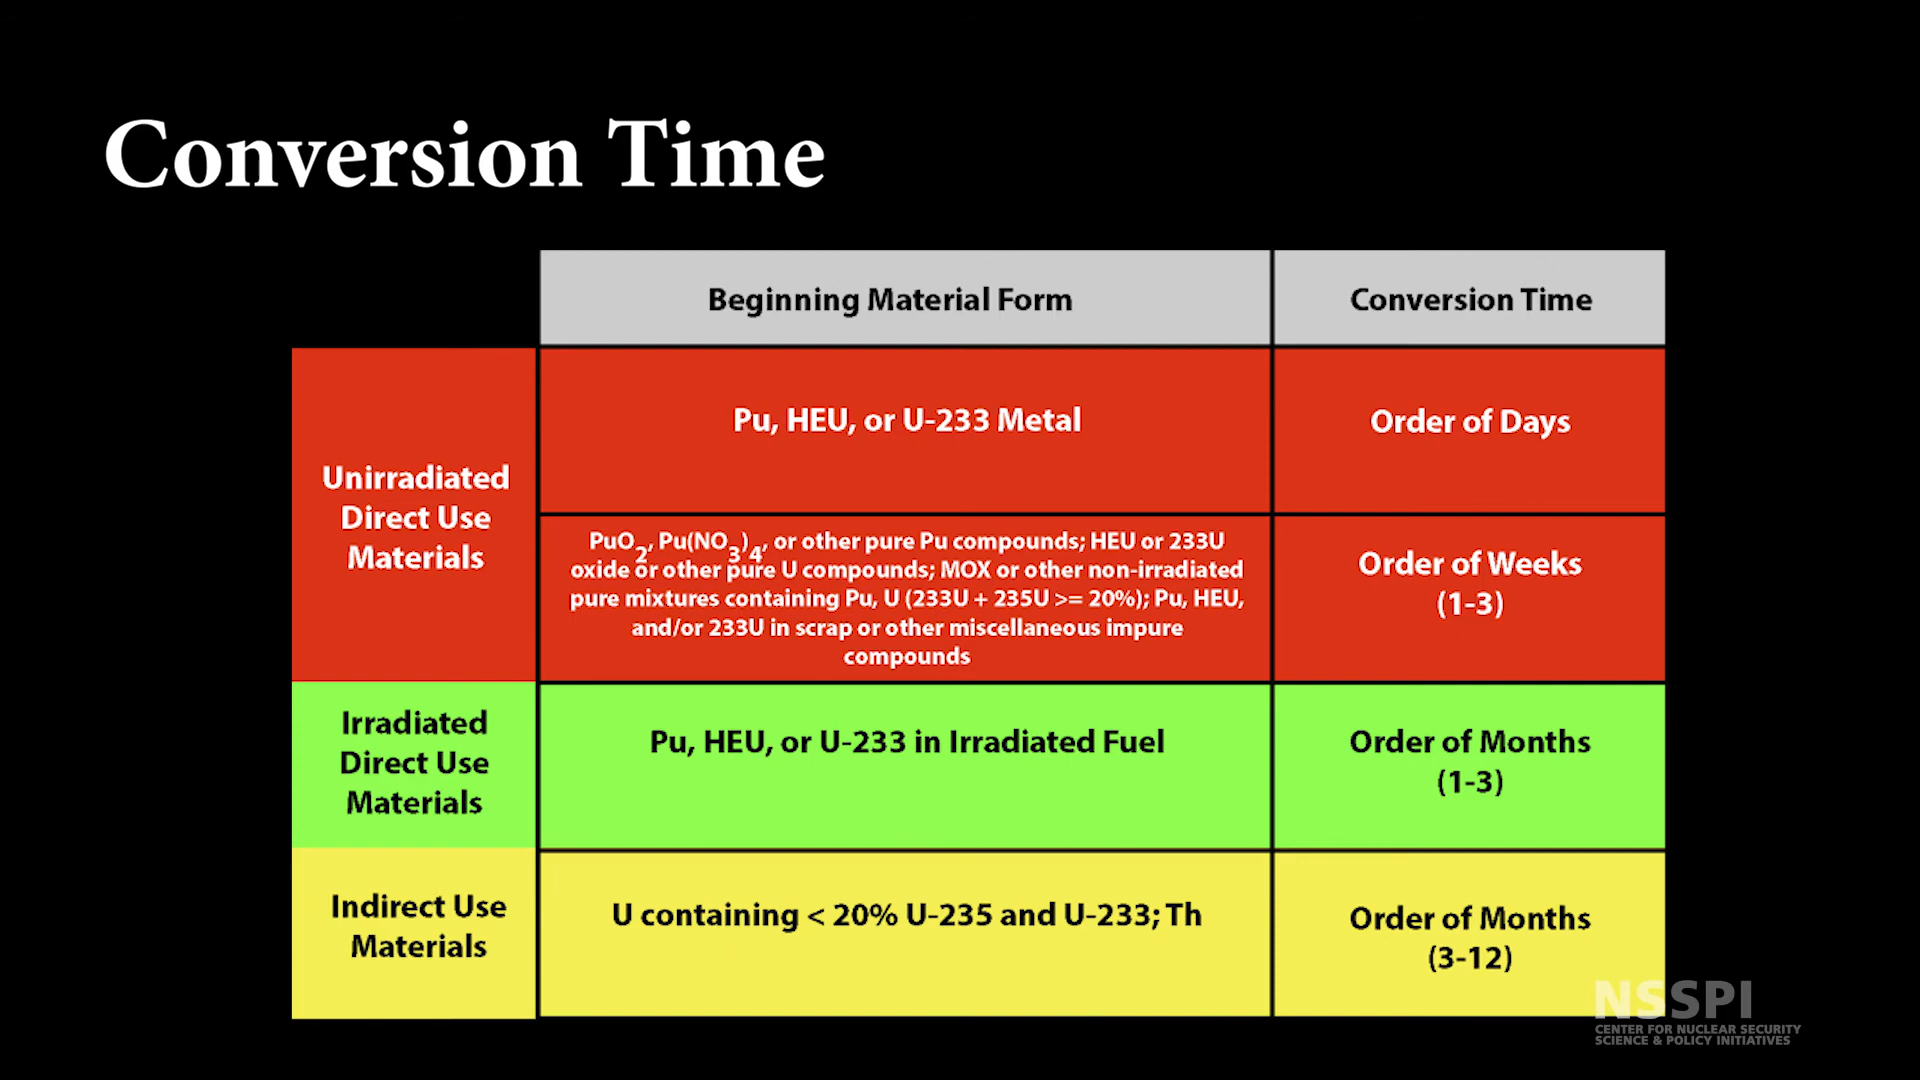 Conversion Time
Beginning Material Form
Conversion Time
Unirradiated
Direct Use
Materials
Pu, HEU, or U-233 Metal
Order of Days
PuO2, Pu(NO3)4, or other pure Pu compounds; HEU or 233U
oxide or other pure U compounds; MOX or other non-irradiated
pure mixtures containing Pu, U (233U + 235U >= 20%); Pu, HEU,
and/or 233U in scrap or other miscellaneous impure
compounds
Order of Weeks
(1-3)
Irradiated
Direct Use
Materials
Pu, HEU, or U-233 in Irradiated Fuel
Order of Months
(1-3)
Indirect Use
Materials
U containing < 20% U-235 and U-233; Th
Order of Months
(3-12)
NSSPI
CENTER FOR NUCLEAR SECURITY
SCIENCE & POLICY INITIATIVES